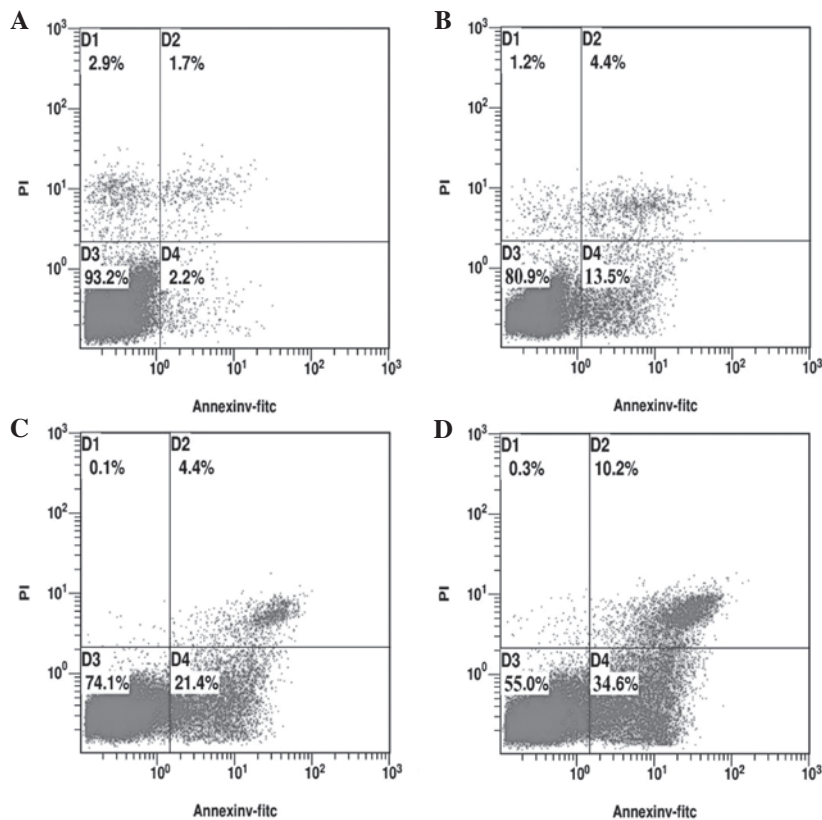 A
10³
D1
D2
2.9%
1.7%
10²
PI
10¹
D3
D4
93.2%
2.2%
10⁰
10⁰
10¹
10²
10³
Annexinv-fitc
B
10³
D1
D2
1.2%
4.4%
10²
PI
10¹
D3
D4
80.9%
13.5%
10⁰
10⁰
10¹
10²
10³
Annexinv-fitc
C
10³
D1
D2
0.1%
4.4%
10²
PI
10¹
D3
D4
74.1%
21.4%
10⁰
10⁰
10¹
10²
10³
Annexinv-fitc
D
10³
D1
D2
0.3%
10.2%
10²
PI
10¹
D3
D4
55.0%
34.6%
10⁰
10⁰
10¹
10²
10³
Annexinv-fitc